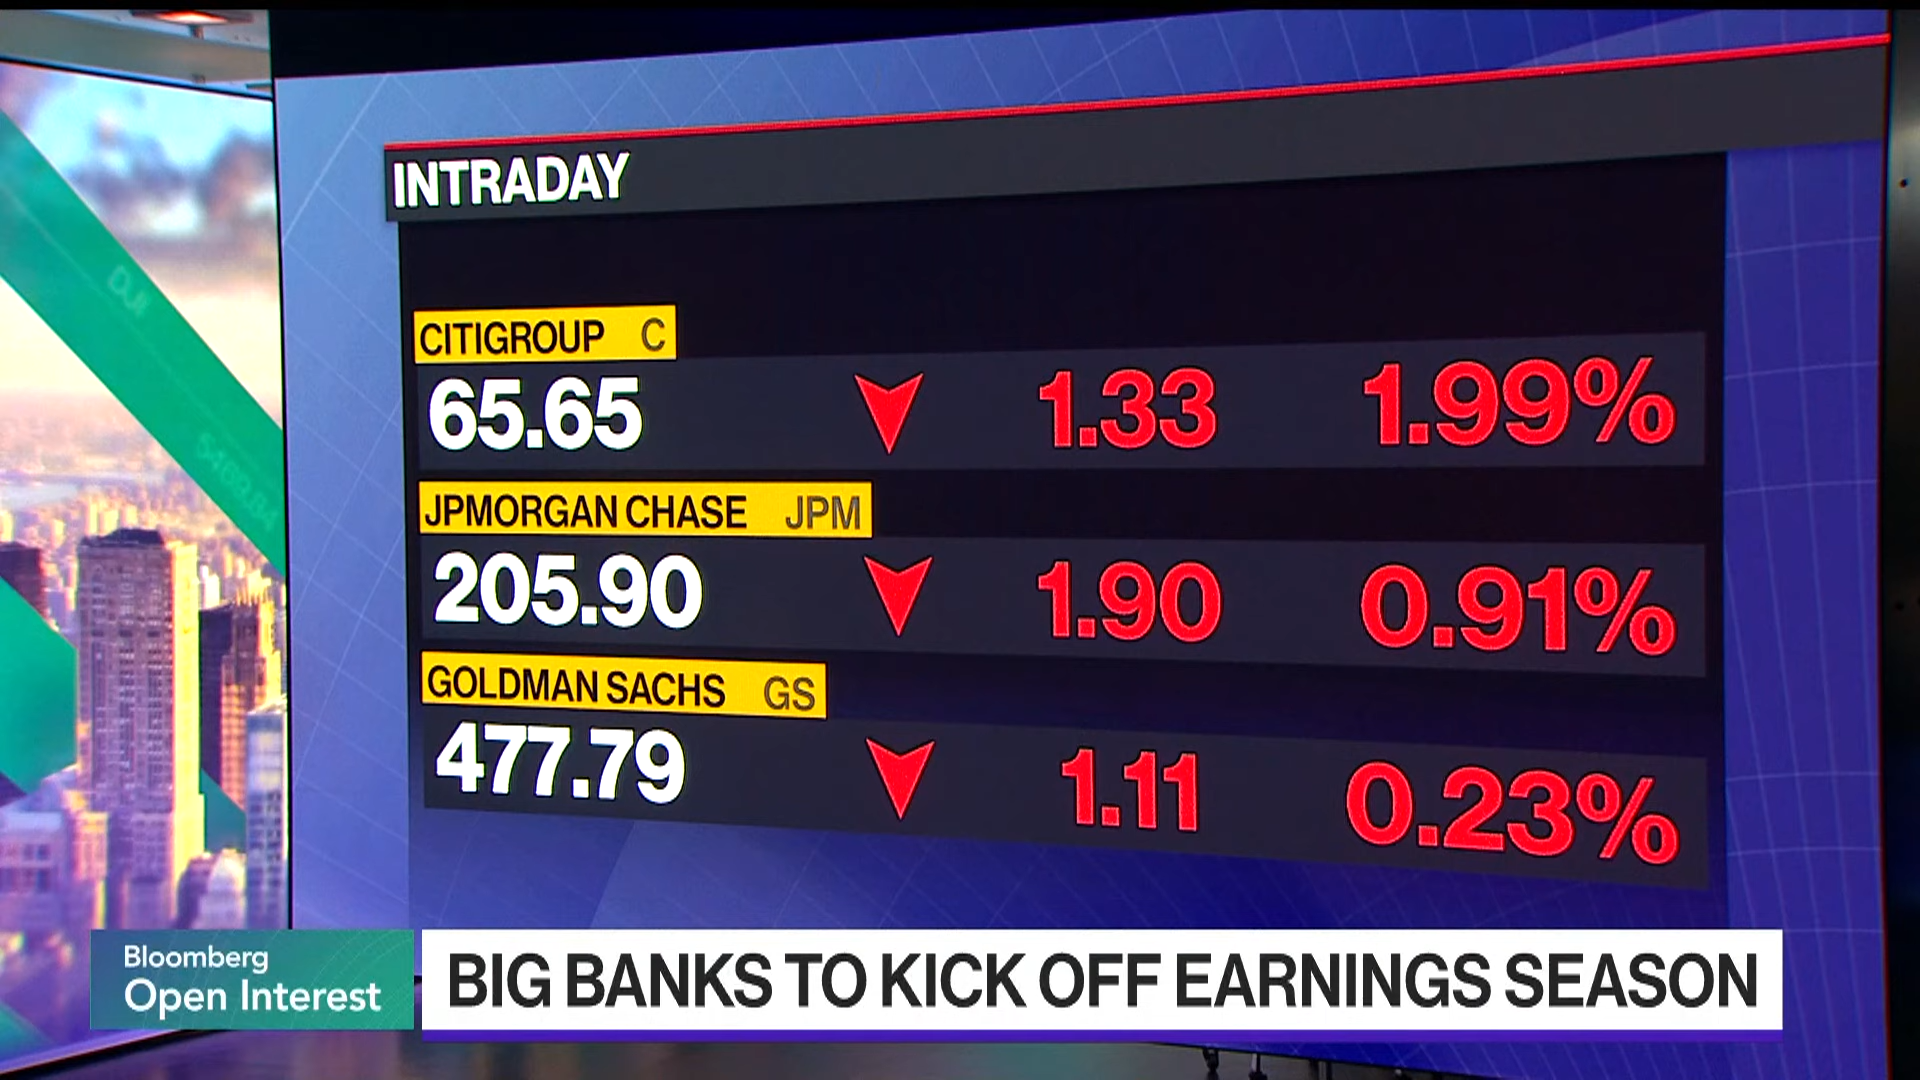 INTRADAY
CITIGROUP C
65.65 1.33 1.99%
JPMORGAN CHASE JPM
205.90 1.90 0.91%
GOLDMAN SACHS GS
477.79 1.11 0.23%
DJI
Bloomberg
Open Interest
BIG BANKS TO KICK OFF EARNINGS SEASON